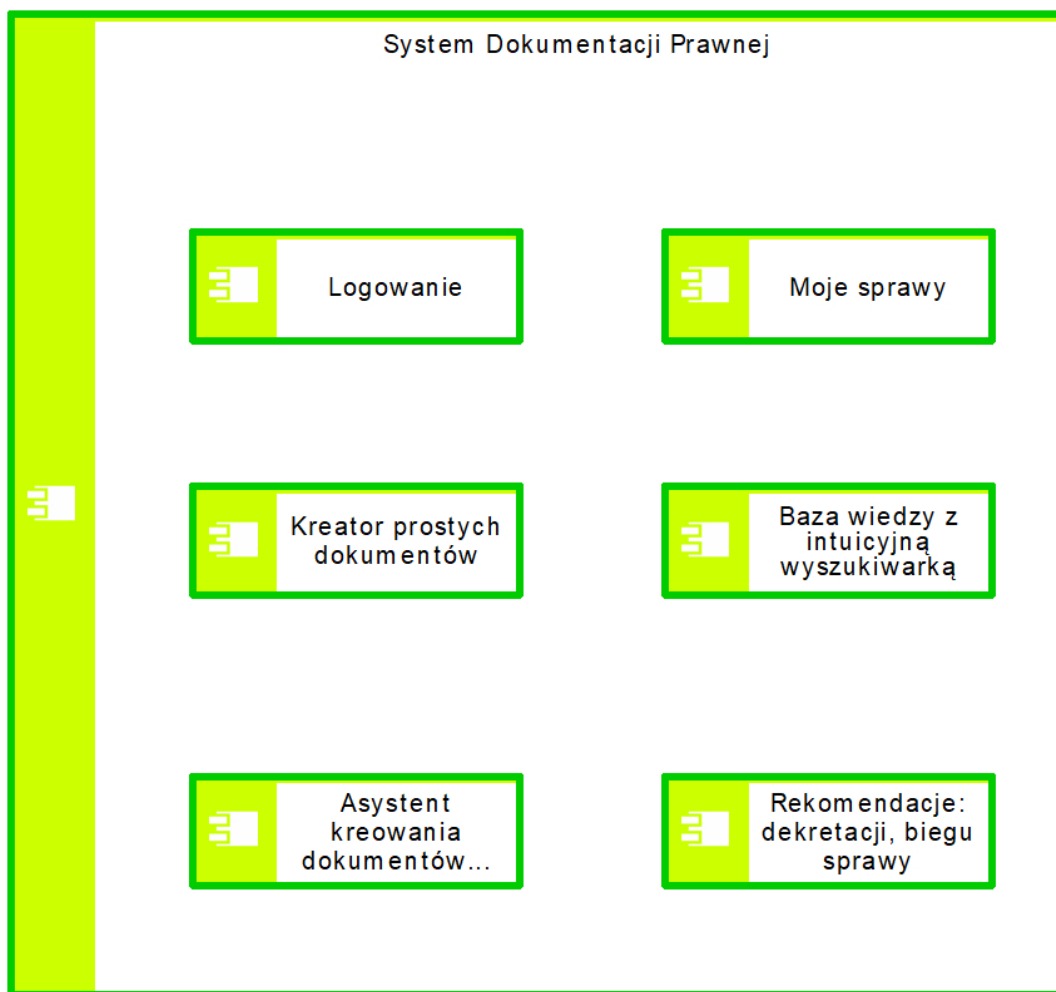 System Dokumentacji Prawnej
Logowanie
Moje sprawy
Kreator prostych
dokumentów
Baza wiedzy z
intuicyjną
wyszukiwarką
Asystent
kreowania
dokumentów...
Rekomendacje:
dekretacji, biegu
sprawy